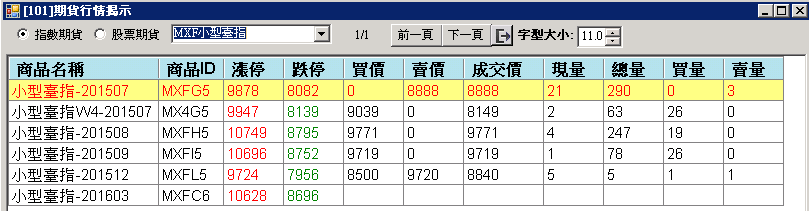 [101]期貨行情揭示
指數期貨 股票期貨 MXF小型臺指 1/1 前一頁 下一頁 字型大小: 11.0
商品名稱 商品ID 漲停 跌停 買價 賣價 成交價 現量 總量 買量 賣量
小型臺指-201507 MXFG5 9878 8082 0 8888 8888 21 290 0 3
小型臺指W4-201507 MX4G5 9947 8139 9039 0 8149 2 63 26 0
小型臺指-201508 MXFH5 10749 8795 9771 0 9771 4 247 19 0
小型臺指-201509 MXFI5 10696 8752 9719 0 9719 1 78 26 0
小型臺指-201512 MXFL5 9724 7956 8500 9720 8840 5 5 1 1
小型臺指-201603 MXFC6 10628 8696